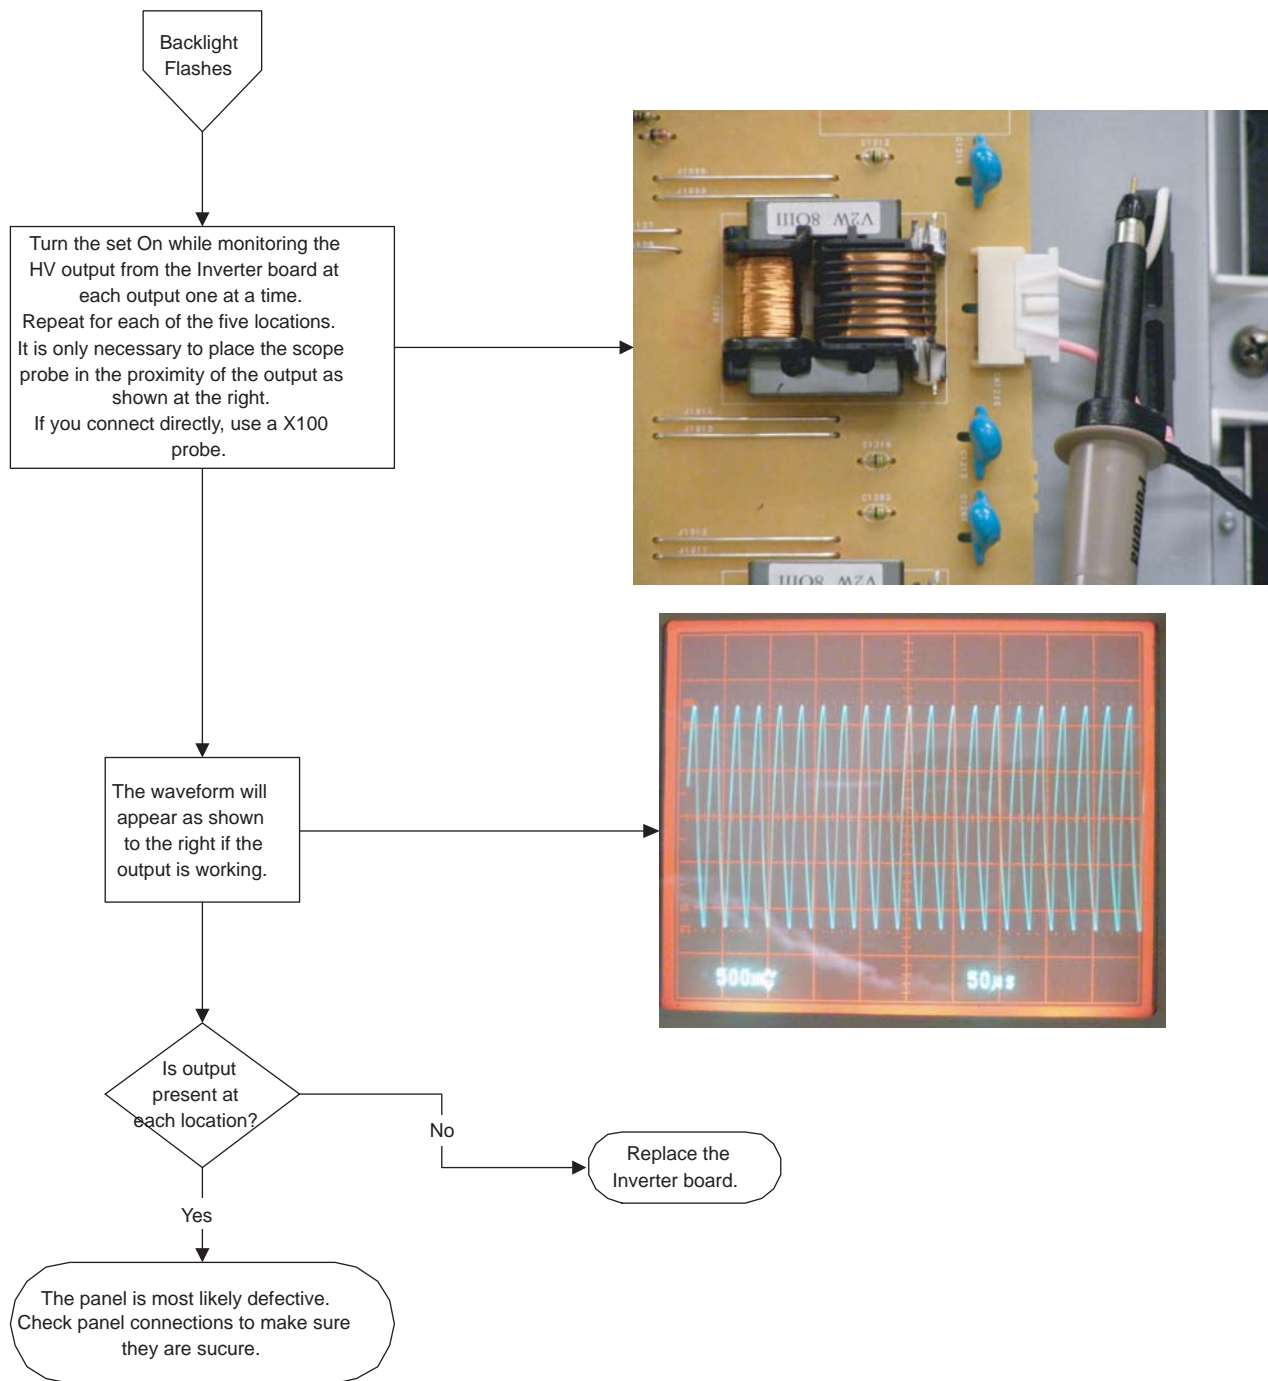 Backlight
Flashes
Turn the set On while monitoring the
HV output from the Inverter board at
each output one at a time.
Repeat for each of the five locations.
It is only necessary to place the scope
probe in the proximity of the output as
shown at the right.
If you connect directly, use a X100
probe.
V2W 8OIII
V2W 8OIII
Pomona
The waveform will
appear as shown
to the right if the
output is working.
500mV
50µs
Is output
present at
each location?
No
Replace the
Inverter board.
Yes
The panel is most likely defective.
Check panel connections to make sure
they are sucure.